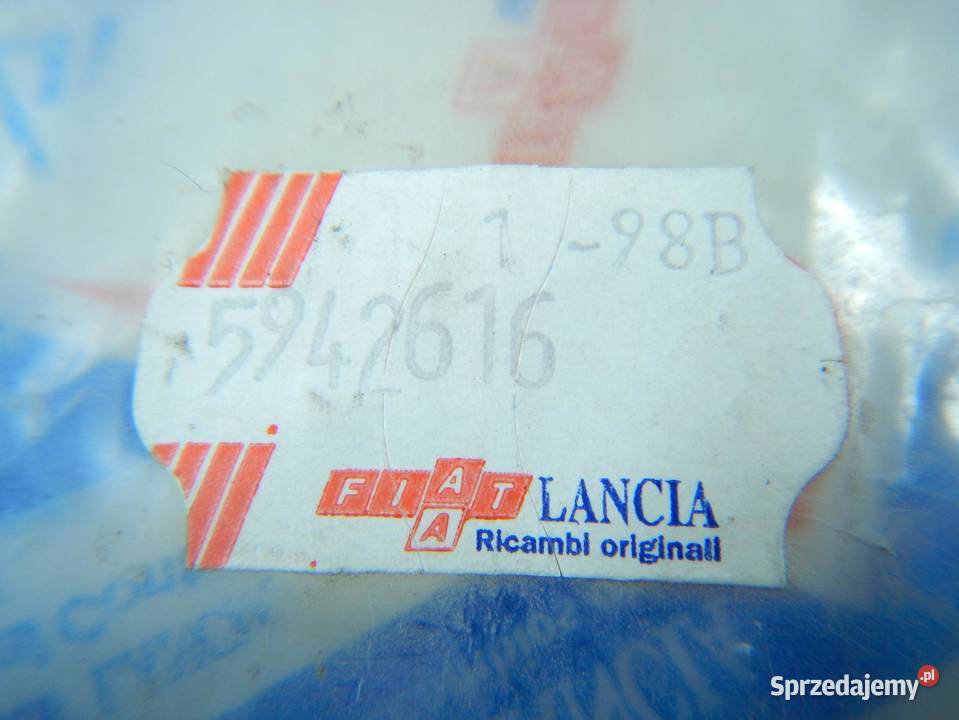 1 -98B
5942616
FIAT LANCIA
A
Ricambi originali
Sprzedajemy.pl